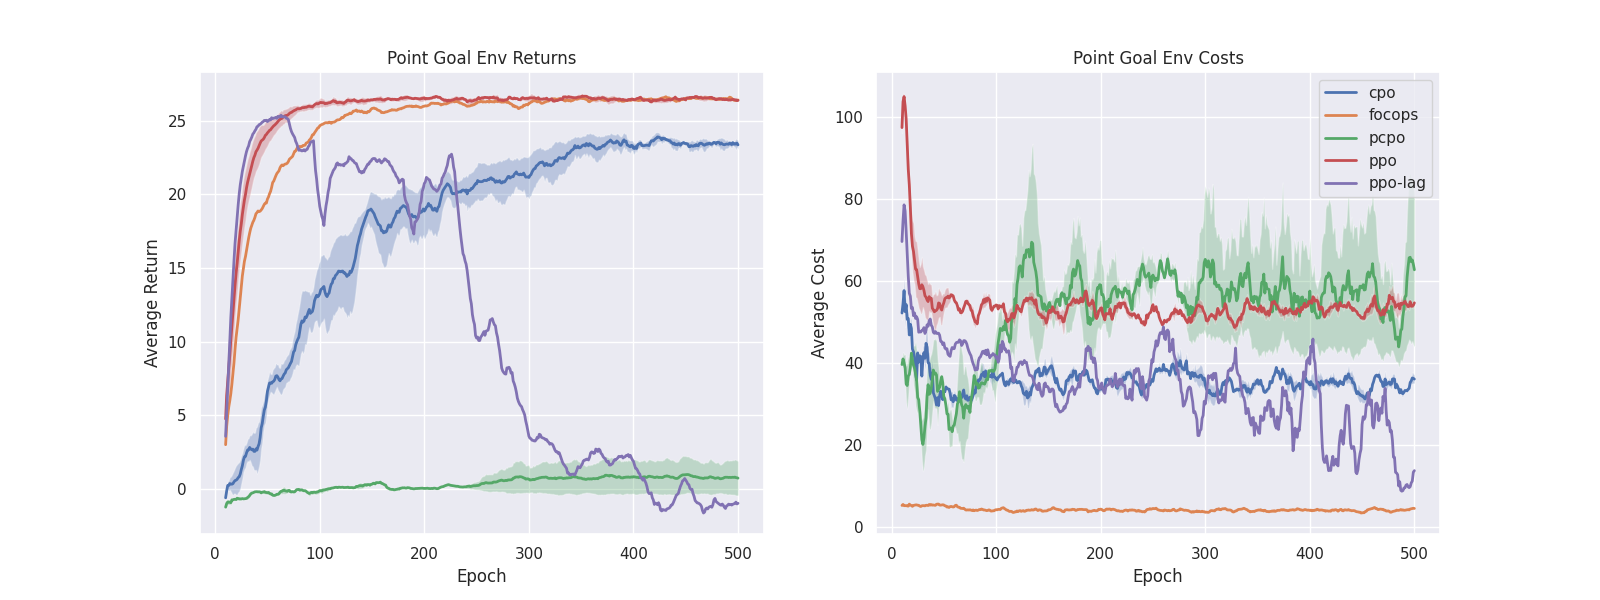 Point Goal Env Returns
Average Return
25
20
15
10
5
0
0 100 200 300 400 500
Epoch
Point Goal Env Costs
Average Cost
100
80
60
40
20
0
0 100 200 300 400 500
Epoch
cpo
focops
pcpo
ppo
ppo-lag